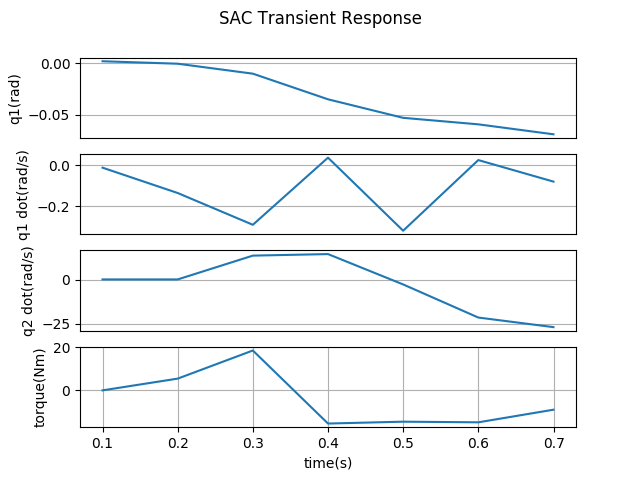 SAC Transient Response
0.00
−0.05
q1(rad)
0.0
−0.2
q1 dot(rad/s)
0
−25
q2 dot(rad/s)
20
0
torque(Nm)
0.1 0.2 0.3 0.4 0.5 0.6 0.7
time(s)